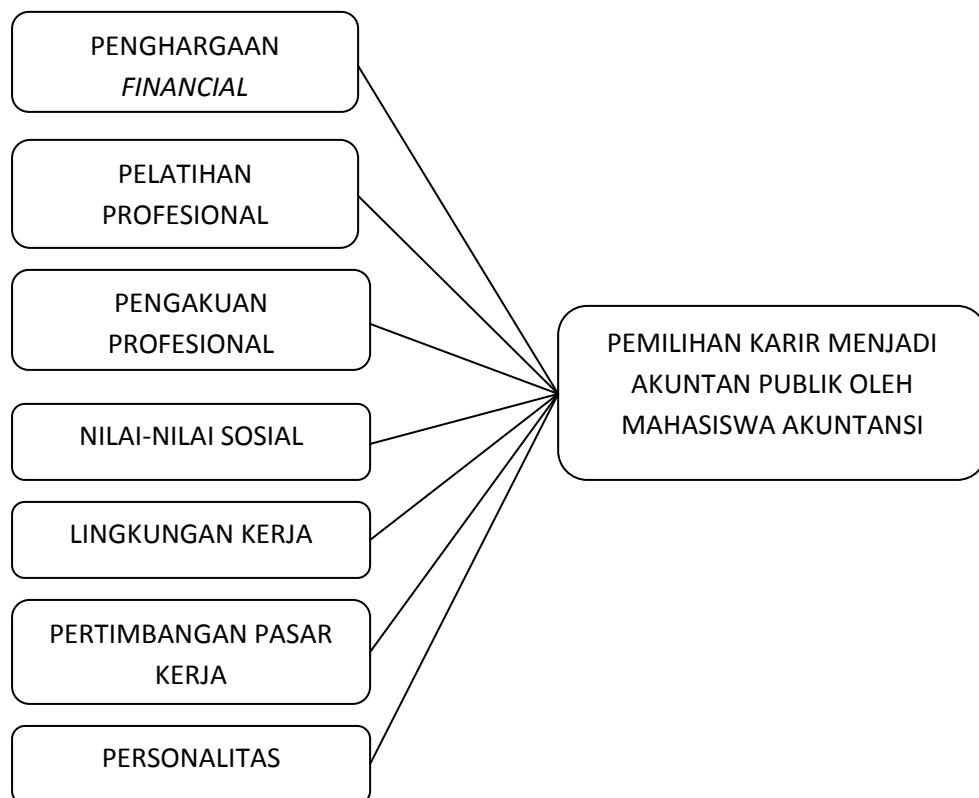 PENGHARGAAN
FINANCIAL
PELATIHAN
PROFESIONAL
PENGAKUAN
PROFESIONAL
NILAI-NILAI SOSIAL
LINGKUNGAN KERJA
PERTIMBANGAN PASAR
KERJA
PERSONALITAS
PEMILIHAN KARIR MENJADI
AKUNTAN PUBLIK OLEH
MAHASISWA AKUNTANSI